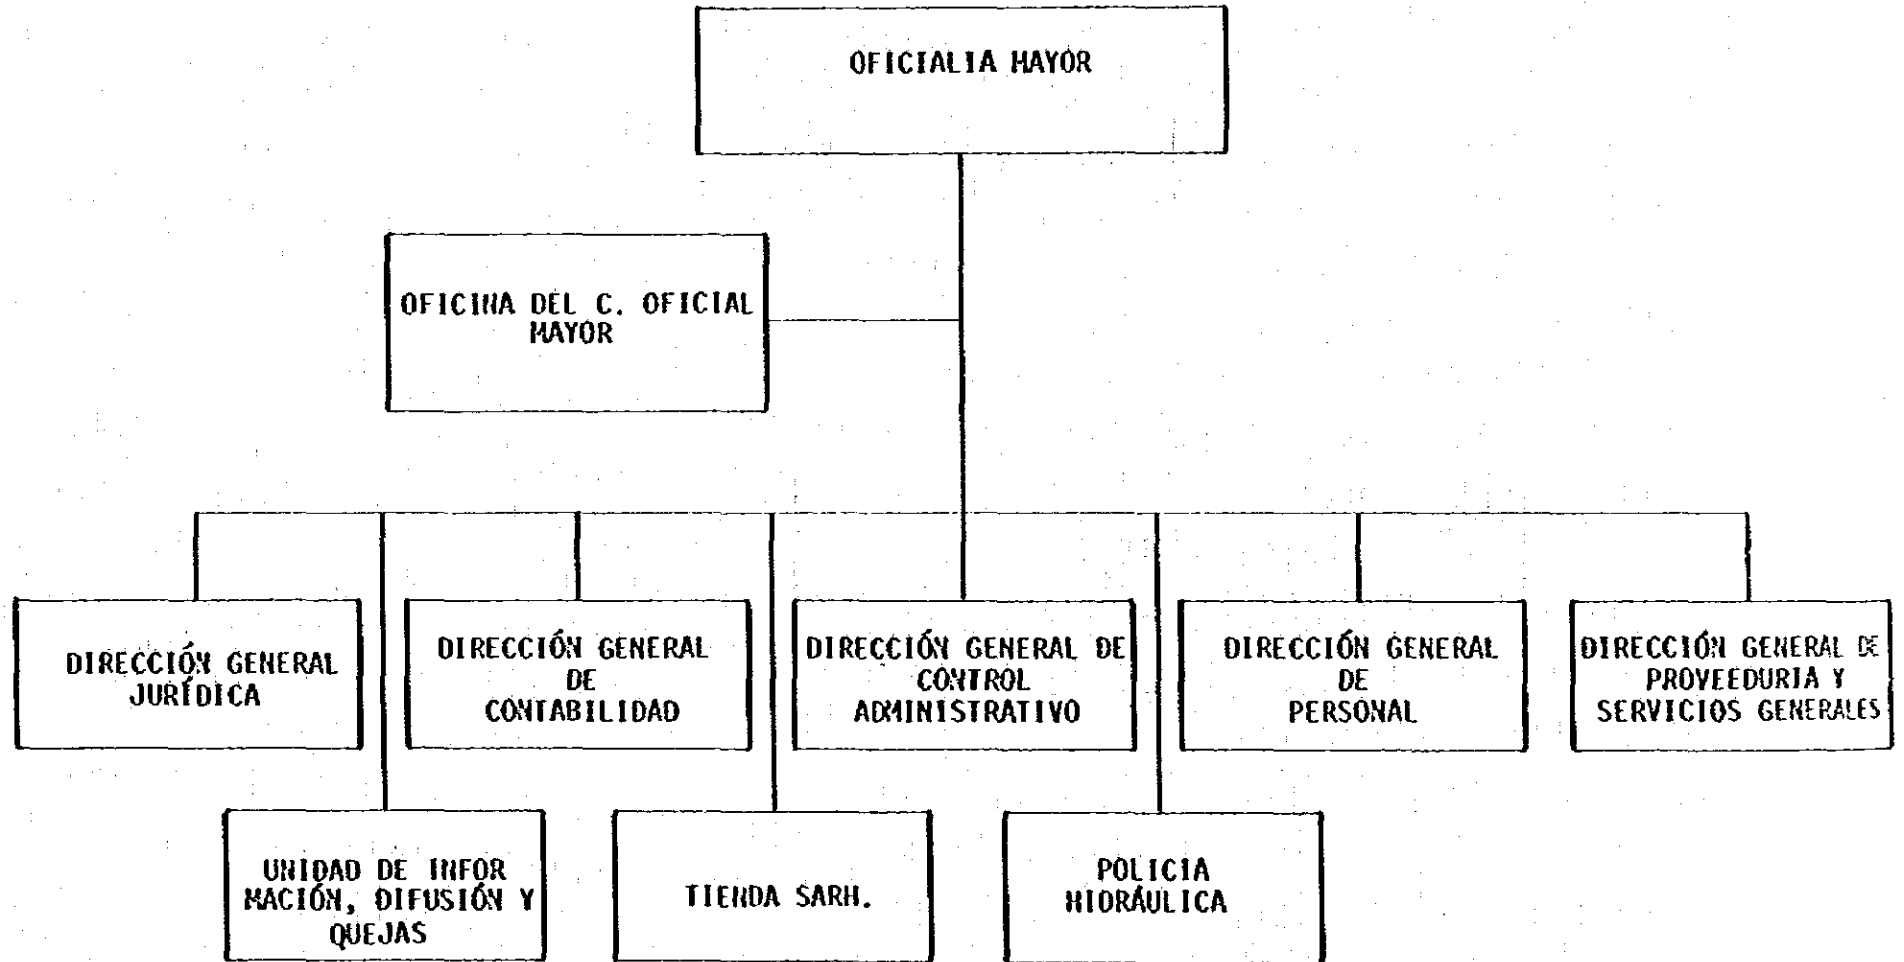 OFICIALIA MAYOR
OFICINA DEL C. OFICIAL
MAYOR
DIRECCIÓN GENERAL
JURÍDICA
DIRECCIÓN GENERAL
DE
CONTABILIDAD
DIRECCIÓN GENERAL DE
CONTROL
ADMINISTRATIVO
DIRECCIÓN GENERAL
DE
PERSONAL
DIRECCIÓN GENERAL DE
PROVEEDURIA Y
SERVICIOS GENERALES
UNIDAD DE INFOR
MACIÓN, DIFUSIÓN Y
QUEJAS
TIENDA SARH.
POLICIA
HIDRÁULICA